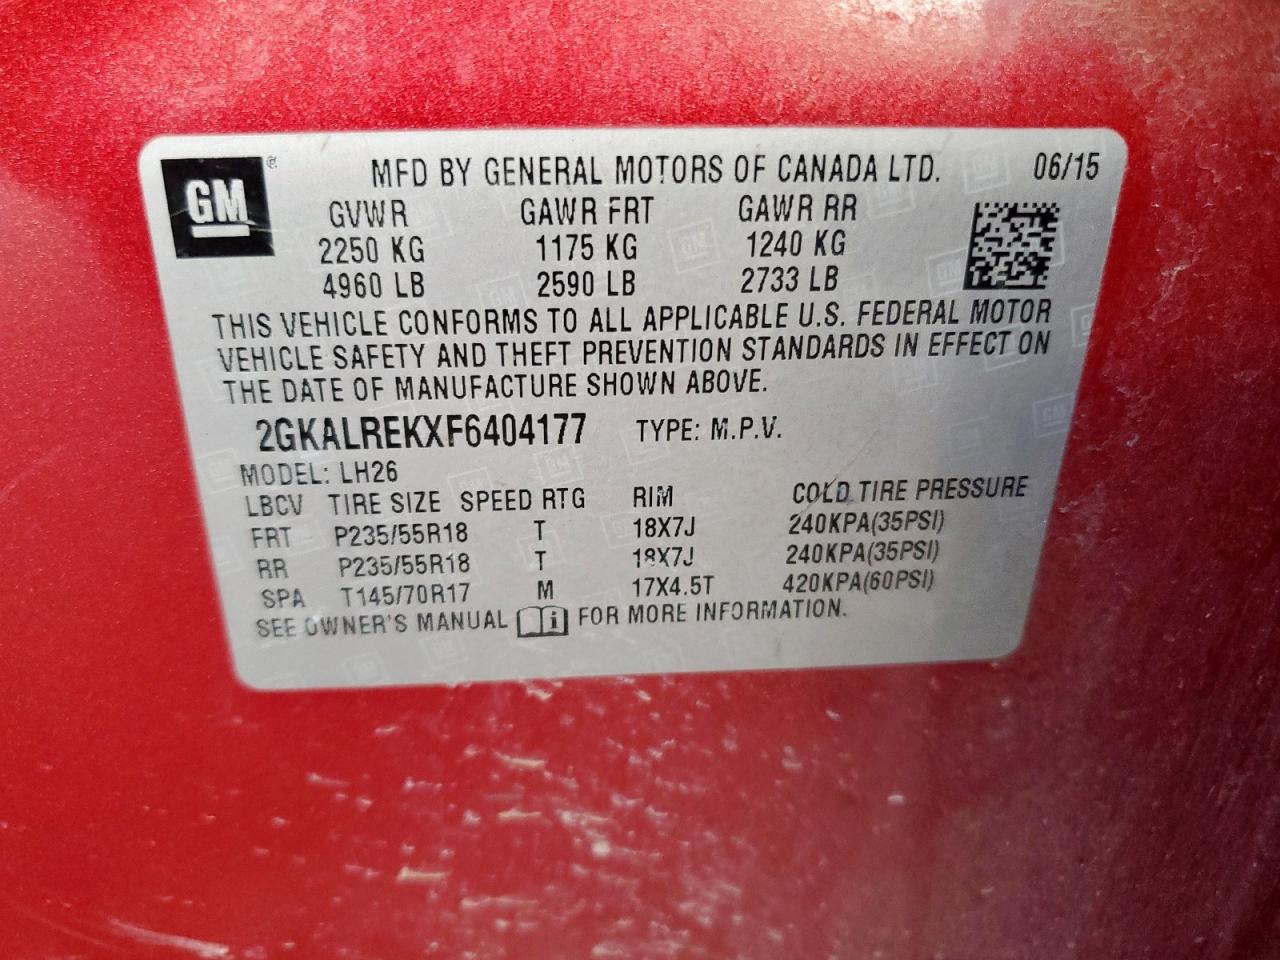 GM ® MFD BY GENERAL MOTORS OF CANADA LTD. 06/15
GVWR GAWR FRT GAWR RR
2250 KG 1175 KG 1240 KG
4960 LB 2590 LB 2733 LB
THIS VEHICLE CONFORMS TO ALL APPLICABLE U.S. FEDERAL MOTOR
VEHICLE SAFETY AND THEFT PREVENTION STANDARDS IN EFFECT ON
THE DATE OF MANUFACTURE SHOWN ABOVE.
2GKALREKXF6404177 TYPE: M.P.V.
MODEL: LH26
LBCV TIRE SIZE SPEED RTG RIM COLD TIRE PRESSURE
FRT P235/55R18 T 18X7J 240KPA(35PSI)
RR P235/55R18 T 18X7J 240KPA(35PSI)
SPA T145/70R17 M 17X4.5T 420KPA(60PSI)
SEE OWNER'S MANUAL i FOR MORE INFORMATION.